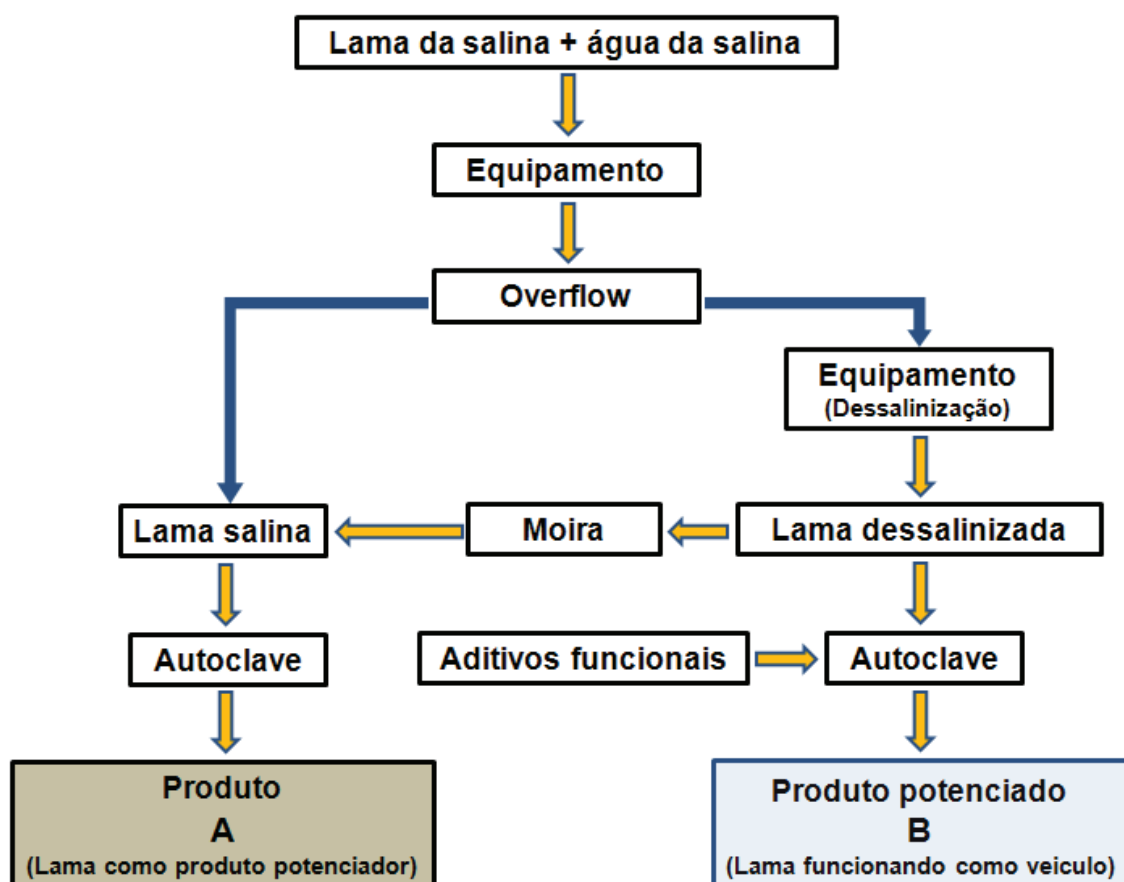 Lama da salina + água da salina
Equipamento
Overflow
Equipamento
(Dessalinização)
Lama salina
Moira
Lama dessalinizada
Autoclave
Aditivos funcionais
Autoclave
Produto
A
(Lama como produto potenciador)
Produto potenciado
B
(Lama funcionando como veiculo)